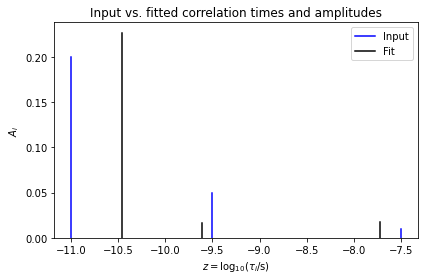 Input vs. fitted correlation times and amplitudes
Input
Fit
0.20
0.15
0.10
0.05
0.00
A_i
−11.0 −10.5 −10.0 −9.5 −9.0 −8.5 −8.0 −7.5
z = log₁₀(τᵢ/s)